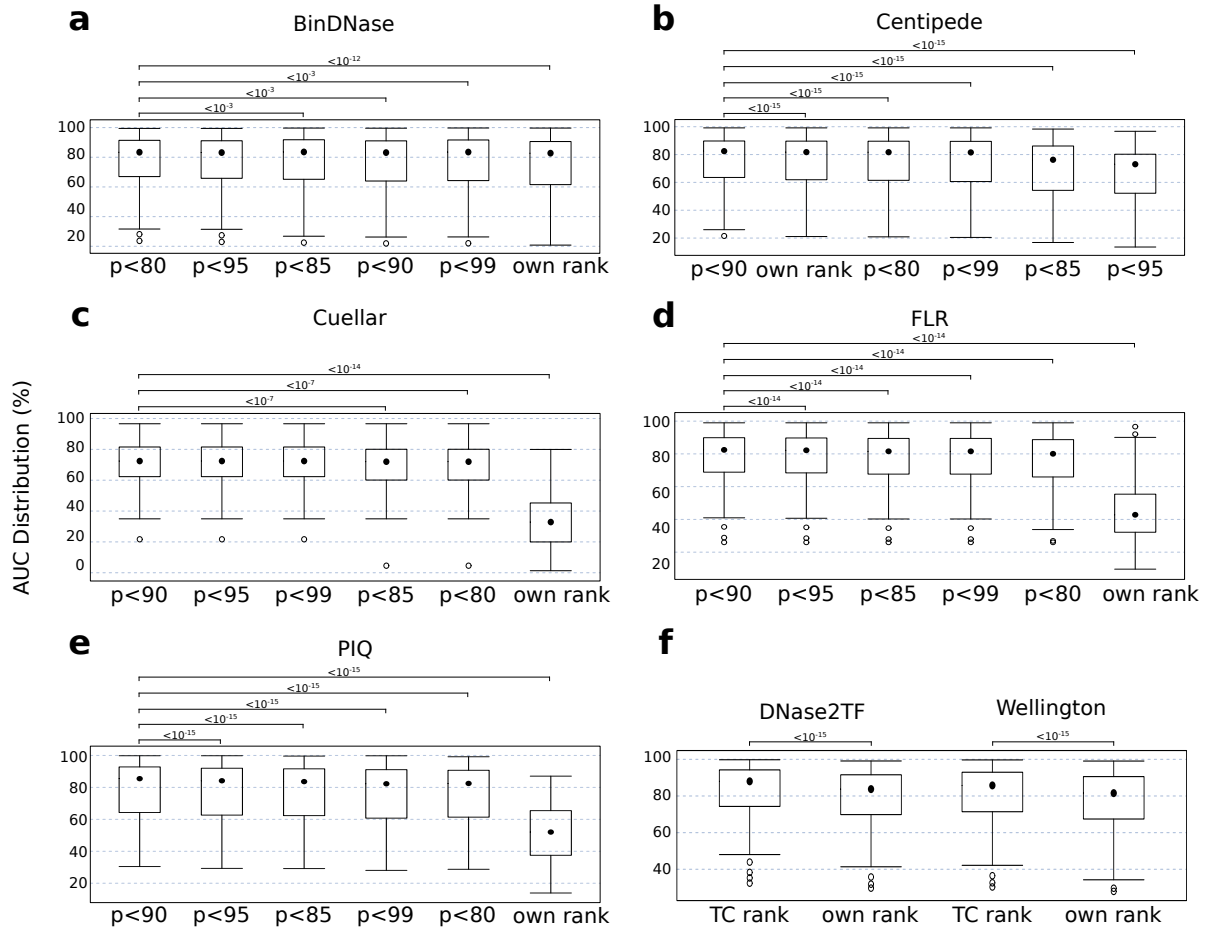 a
BinDNase
<10-12
<10-3
<10-3
<10-3
100
80
60
40
20
p<80 p<95 p<85 p<90 p<99 own rank
b
Centipede
<10-15
<10-15
<10-15
<10-15
<10-15
100
80
60
40
20
p<90 own rank p<80 p<99 p<85 p<95
AUC Distribution (%)
c
Cuellar
<10-14
<10-7
<10-7
100
80
60
40
20
0
p<90 p<95 p<99 p<85 p<80 own rank
d
FLR
<10-14
<10-14
<10-14
<10-14
<10-14
100
80
60
40
20
p<90 p<95 p<85 p<99 p<80 own rank
e
PIQ
<10-15
<10-15
<10-15
<10-15
<10-15
100
80
60
40
20
p<90 p<95 p<85 p<99 p<80 own rank
f
DNase2TF Wellington
<10-15 <10-15
100
80
60
40
TC rank own rank TC rank own rank